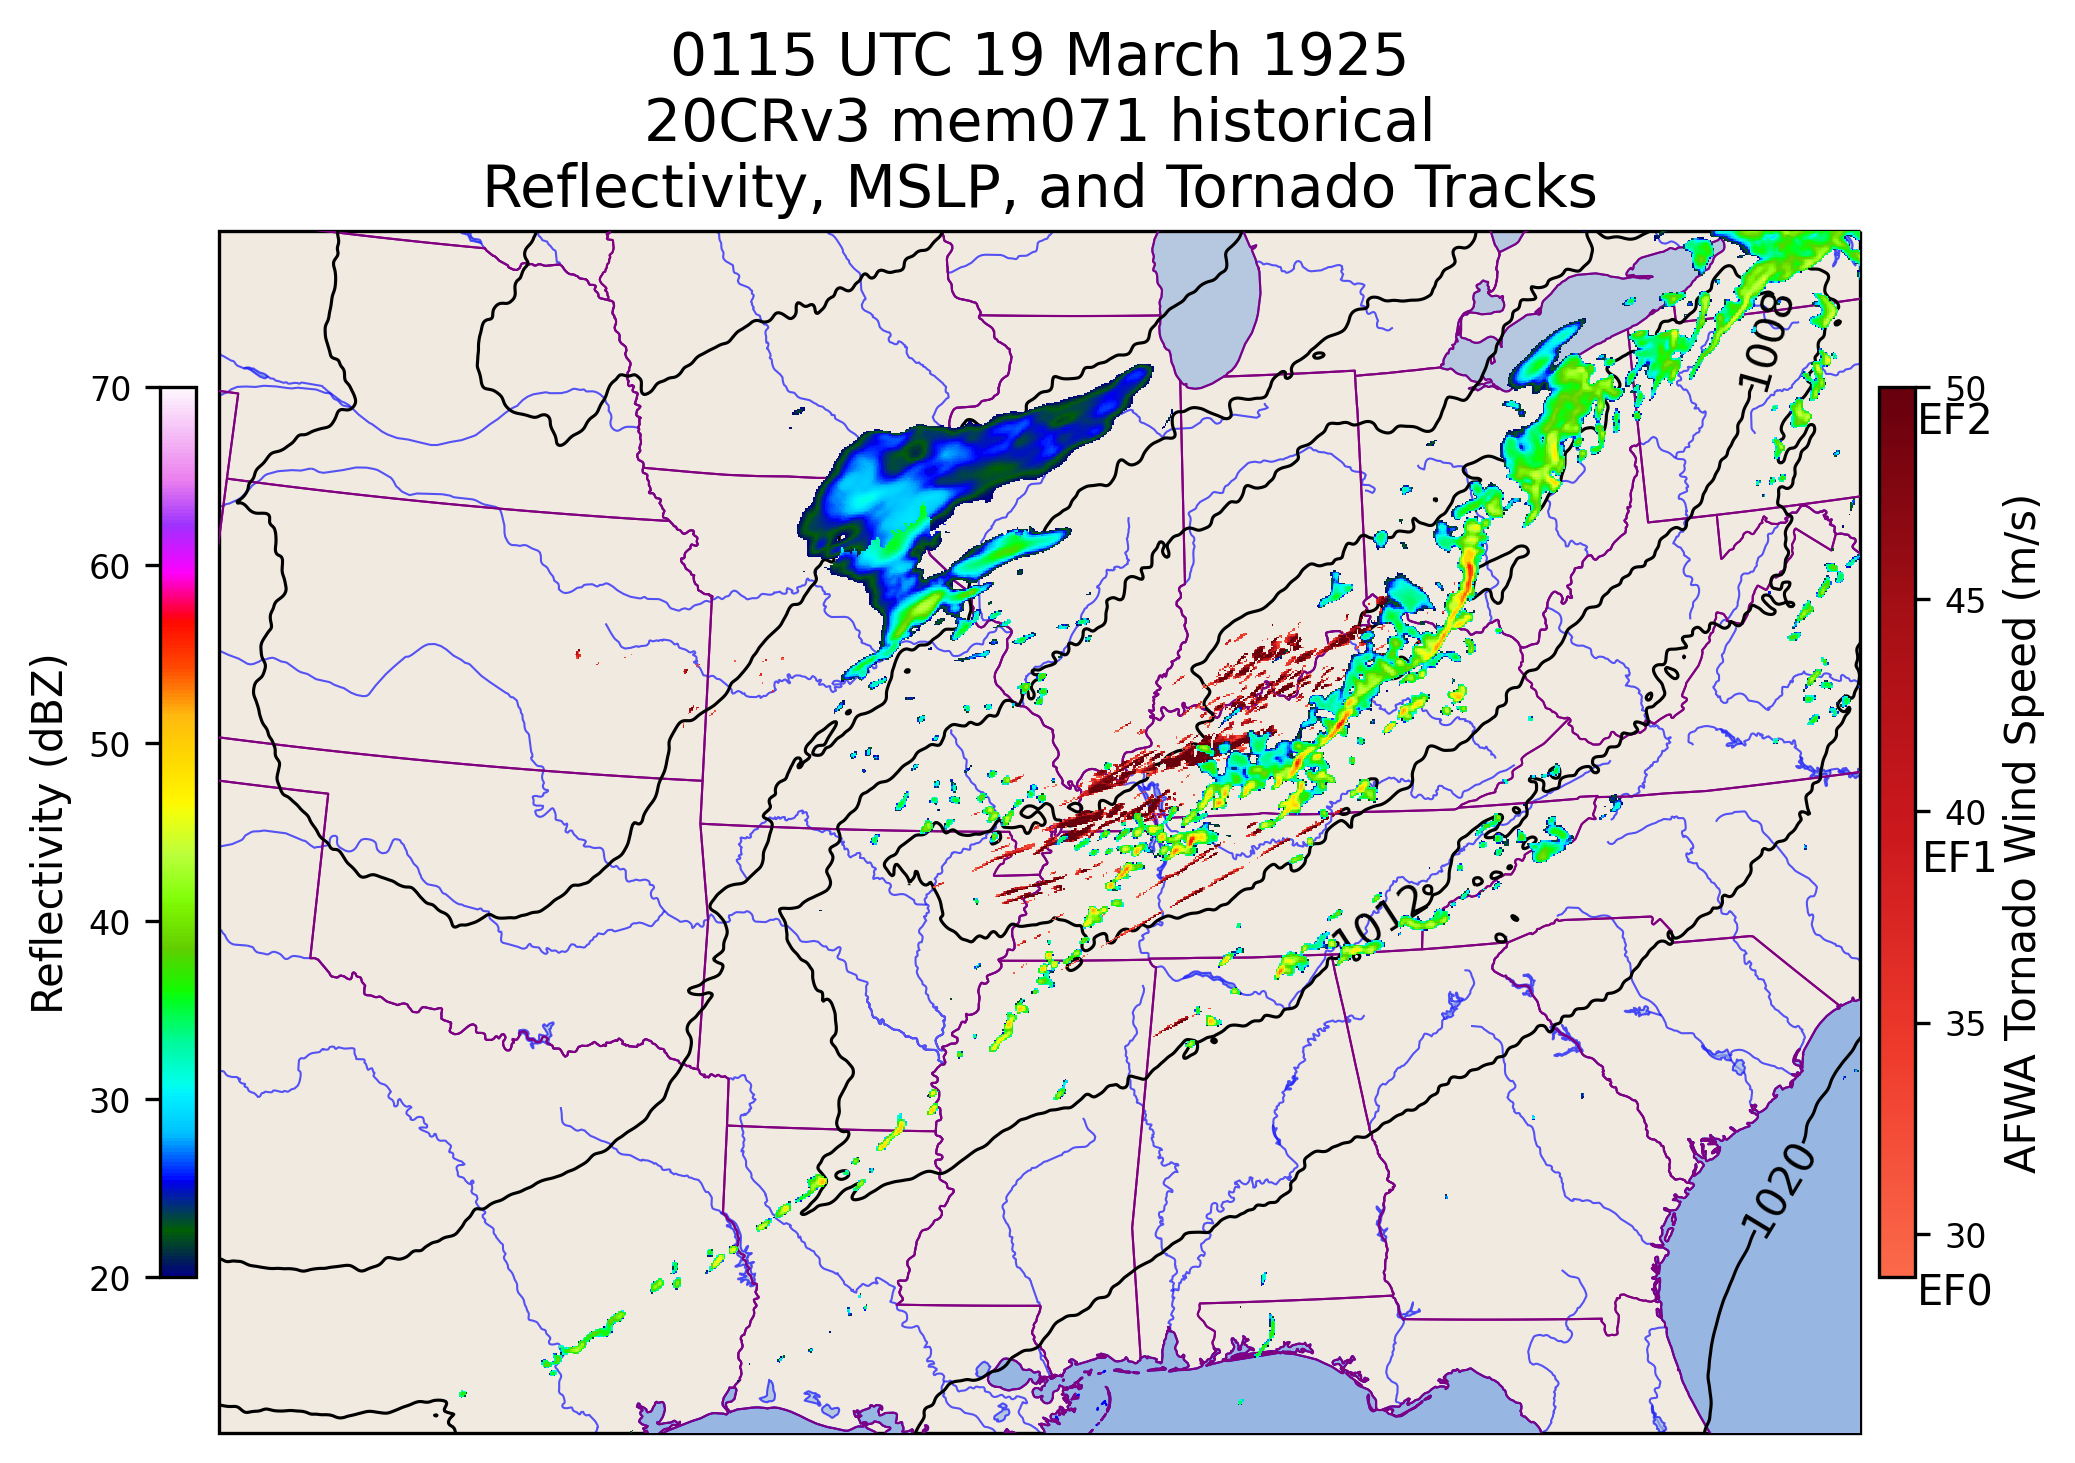 0115 UTC 19 March 1925
20CRv3 mem071 historical
Reflectivity, MSLP, and Tornado Tracks
Reflectivity (dBZ)
70
60
50
40
30
20
1008
1012
1020
50
EF2
45
40
EF1
35
30
EF0
AFWA Tornado Wind Speed (m/s)